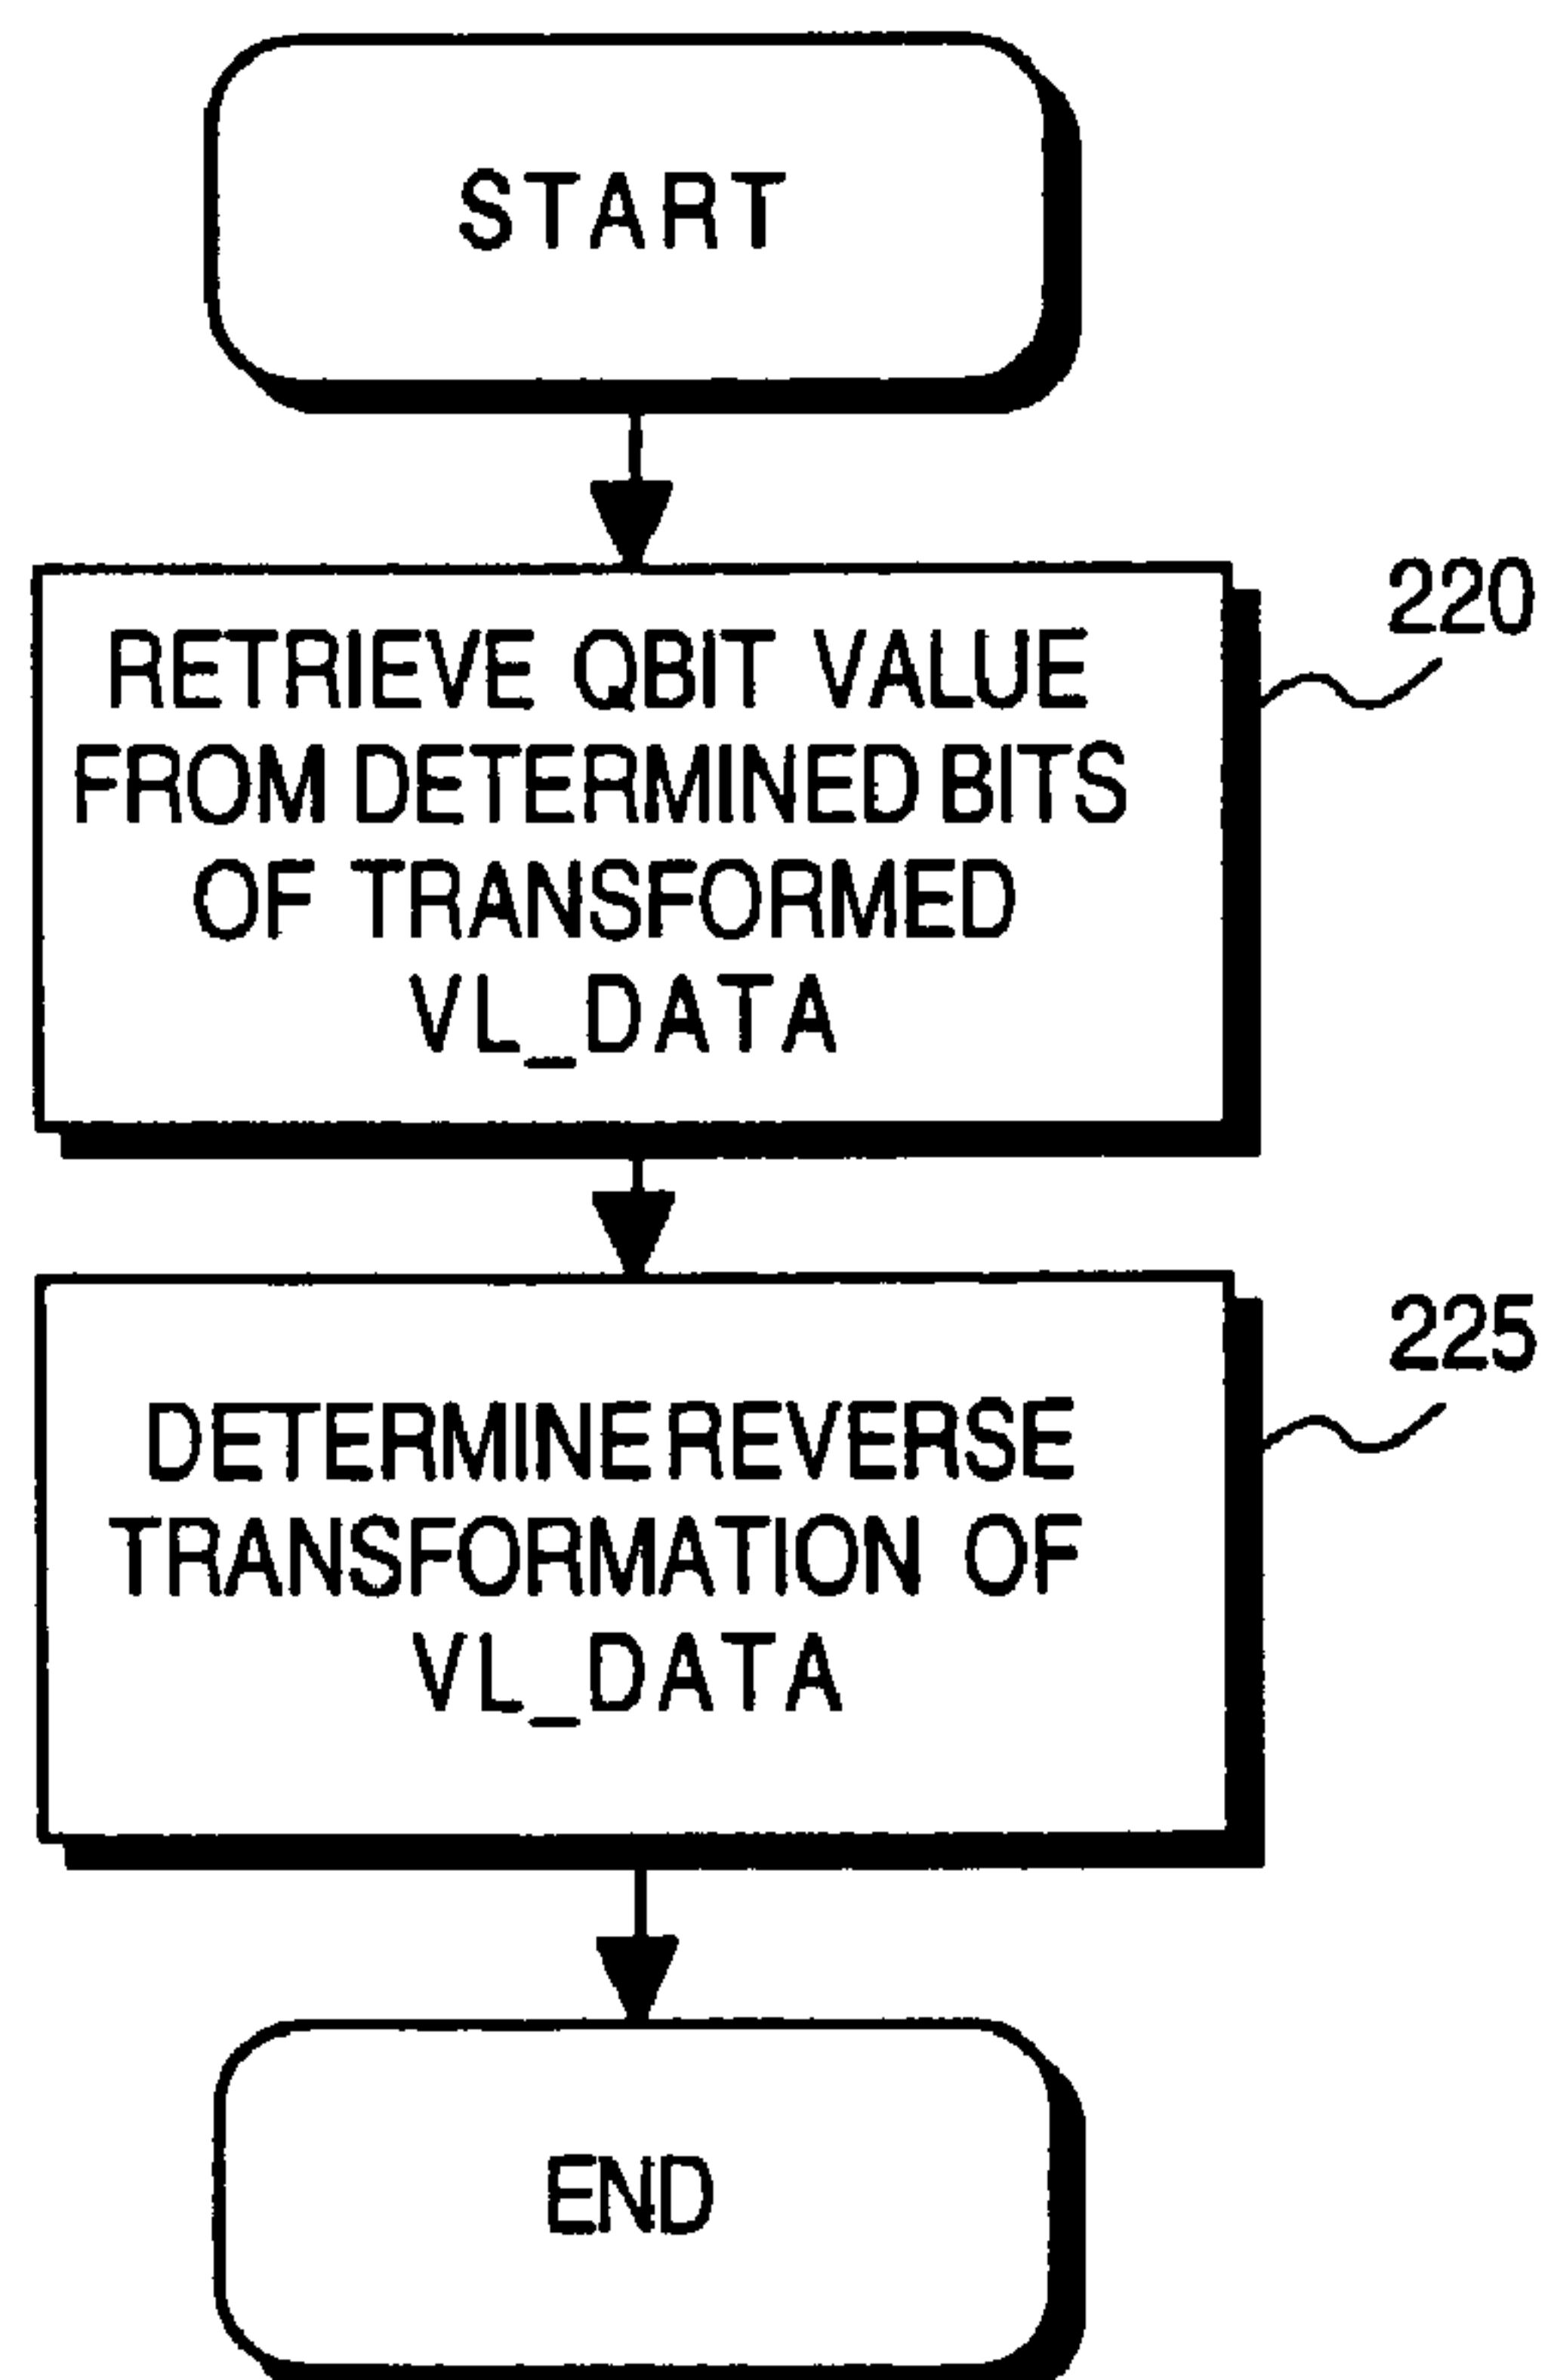 START
220
RETRIEVE QBIT VALUE
FROM DETERMINED BITS
OF TRANSFORMED
VL_DATA
225
DETERMINE REVERSE
TRANSFORMATION OF
VL_DATA
END